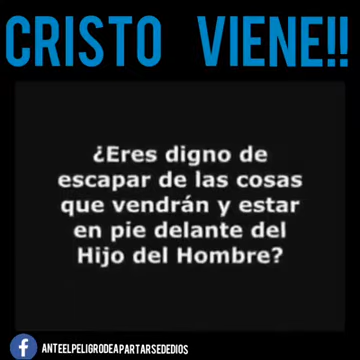 CRISTO VIENE!!
¿Eres digno de
escapar de las cosas
que vendrán y estar
en pie delante del
Hijo del Hombre?
ANTEELPELIGRODEAPARTARSEDEDIOS